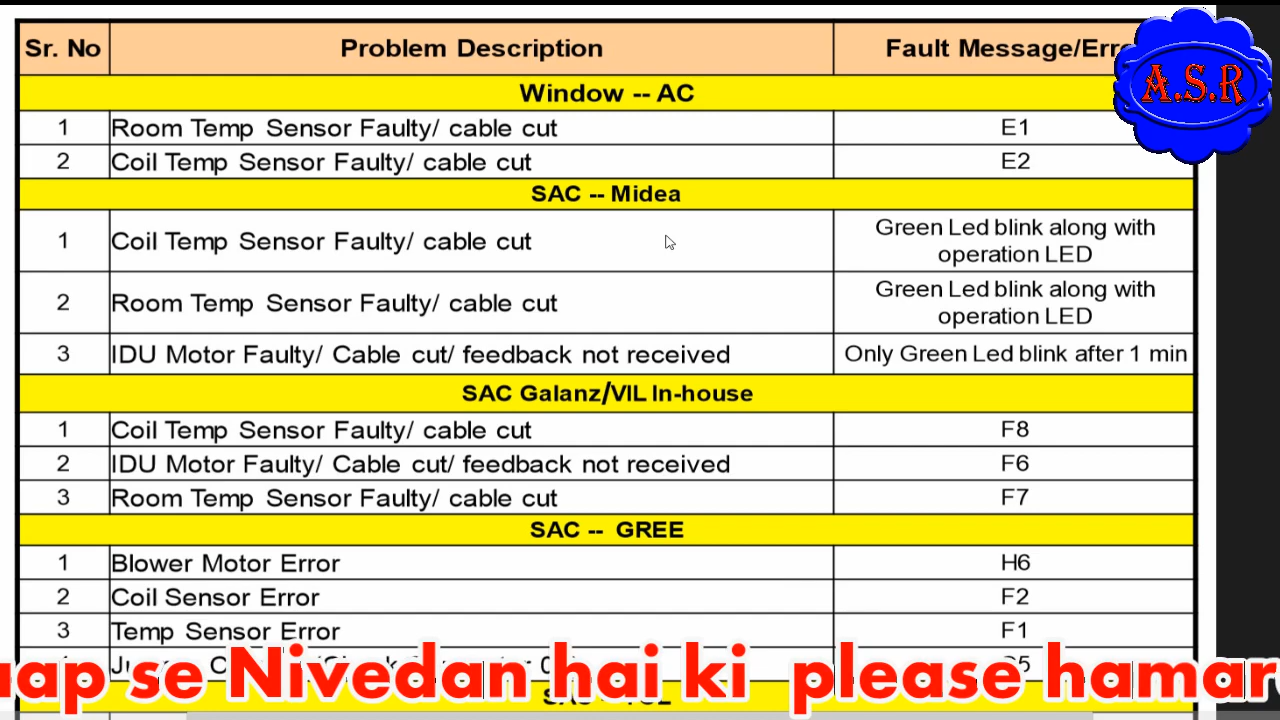 Sr. No Problem Description Fault Message/Erro
A.S.R
Window -- AC
1 Room Temp Sensor Faulty/ cable cut E1
2 Coil Temp Sensor Faulty/ cable cut E2
SAC -- Midea
1 Coil Temp Sensor Faulty/ cable cut Green Led blink along with
operation LED
2 Room Temp Sensor Faulty/ cable cut Green Led blink along with
operation LED
3 IDU Motor Faulty/ Cable cut/ feedback not received Only Green Led blink after 1 min
SAC Galanz/VIL In-house
1 Coil Temp Sensor Faulty/ cable cut F8
2 IDU Motor Faulty/ Cable cut/ feedback not received F6
3 Room Temp Sensor Faulty/ cable cut F7
SAC -- GREE
1 Blower Motor Error H6
2 Coil Sensor Error F2
3 Temp Sensor Error F1
aap se Nivedan hai ki please hamar